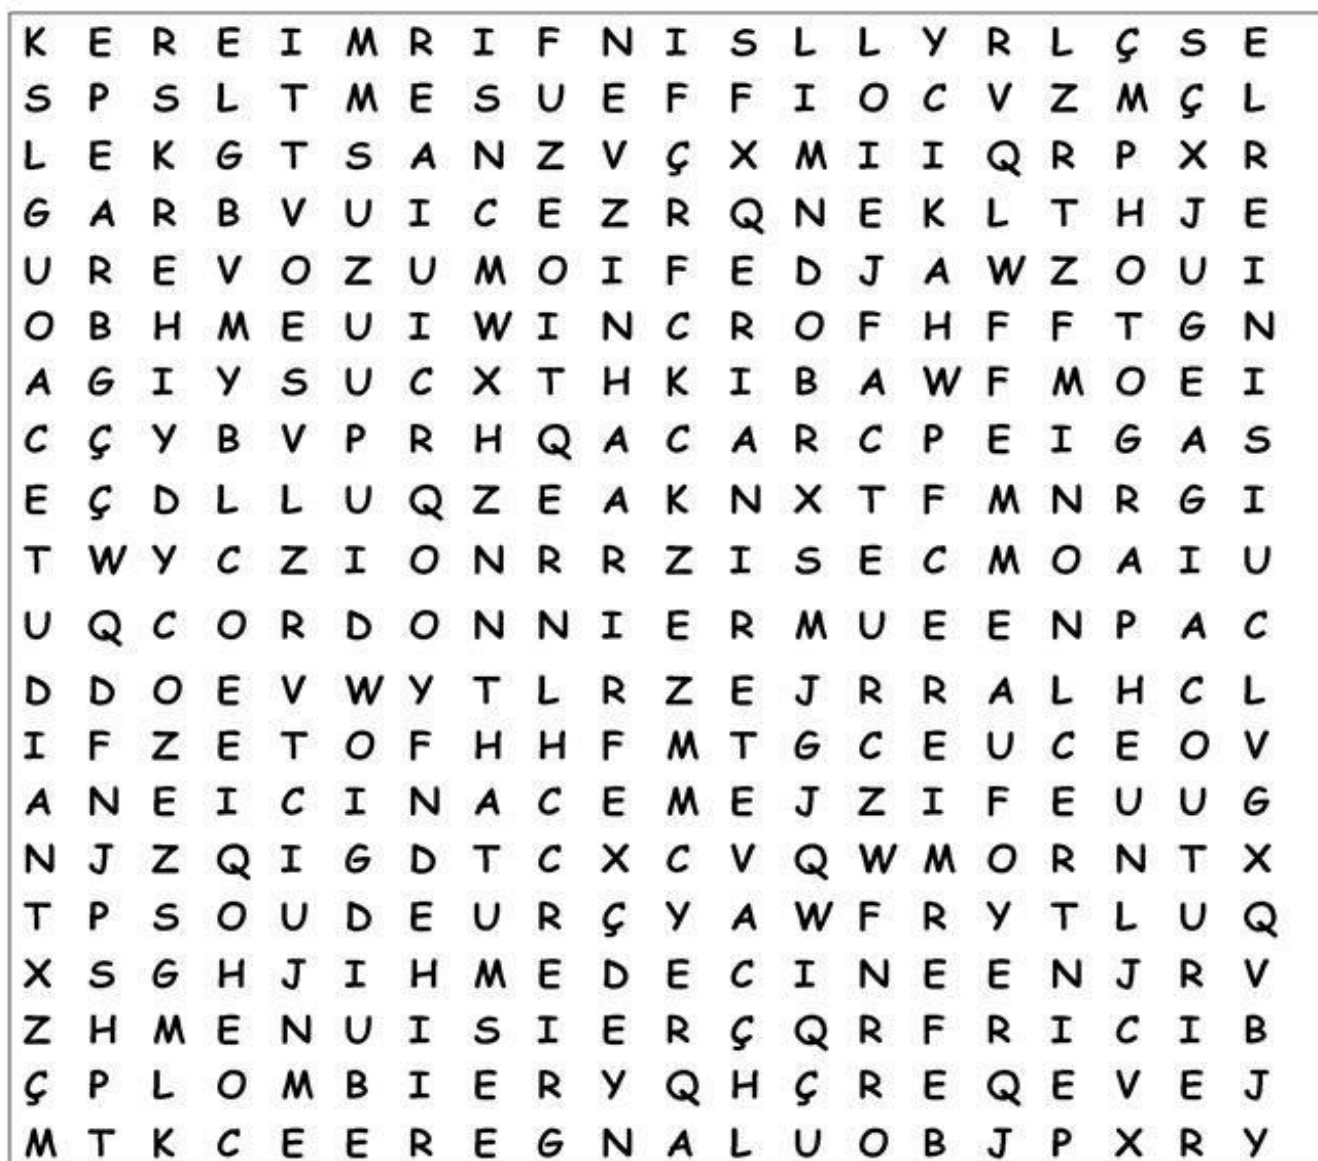 K E R E I M R I F N I S L L Y R L Ç S E
S P S L T M E S U E F F I O C V Z M Ç L
L E K G T S A N Z V Ç X M I I Q R P X R
G A R B V U I C E Z R Q N E K L T H J E
U R E V O Z U M O I F E D J A W Z O U I
O B H M E U I W I N C R O F H F F T G N
A G I Y S U C X T H K I B A W F M O E I
C Ç Y B V P R H Q A C A R C P E I G A S
E Ç D L L U Q Z E A K N X T F M N R G I
T W Y C Z I O N R R Z I S E C M O A I U
U Q C O R D O N N I E R M U E E N P A C
D D O E V W Y T L R Z E J R R A L H C L
I F Z E T O F H H F M T G C E U C E O V
A N E I C I N A C E M E J Z I F E U U G
N J Z Q I G D T C X C V Q W M O R N T X
T P S O U D E U R Ç Y A W F R Y T L U Q
X S G H J I H M E D E C I N E E N J R V
Z H M E N U I S I E R Ç Q R F R I C I B
Ç P L O M B I E R Y Q H Ç R E Q E V E J
M T K C E E R E G N A L U O B J P X R Y